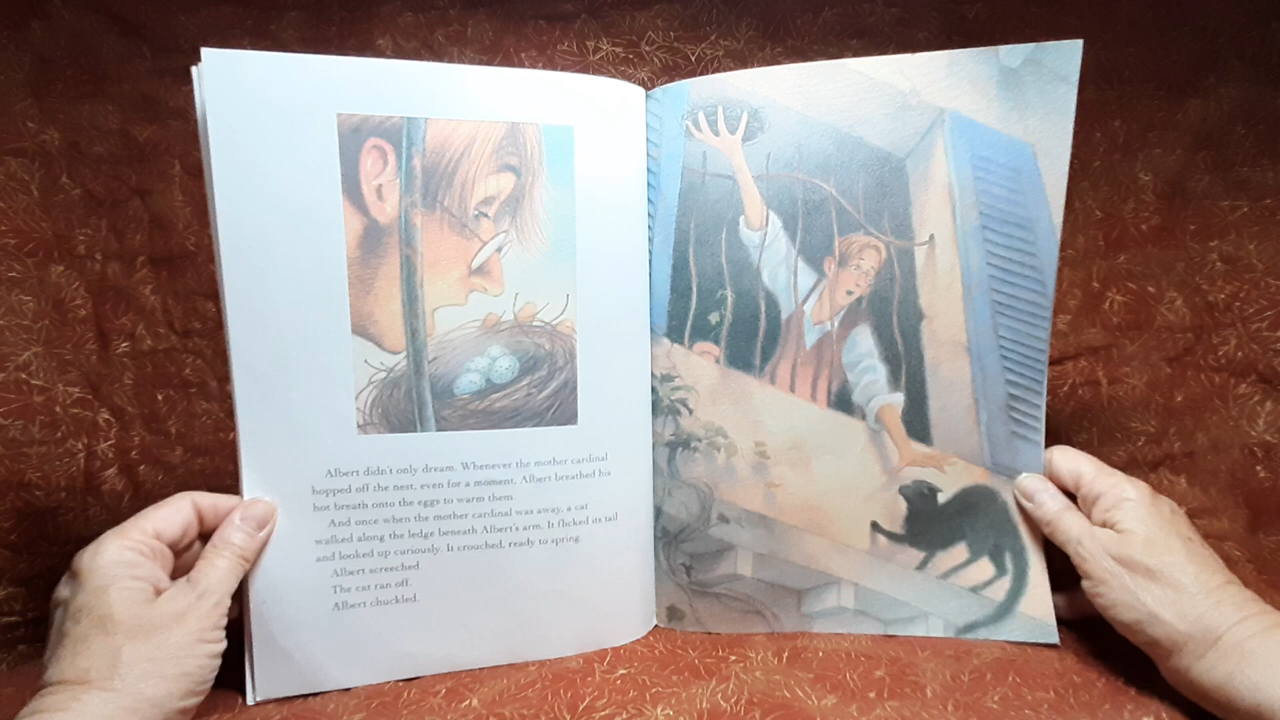 Albert didn't only dream. Whenever the mother cardinal
hopped off the nest, even for a moment, Albert breathed his
hot breath onto the eggs to warm them.
And once when the mother cardinal was away, a cat
walked along the ledge beneath Albert's arm. It flicked its tail
and looked up curiously. It crouched, ready to spring.
Albert screeched.
The cat ran off.
Albert chuckled.